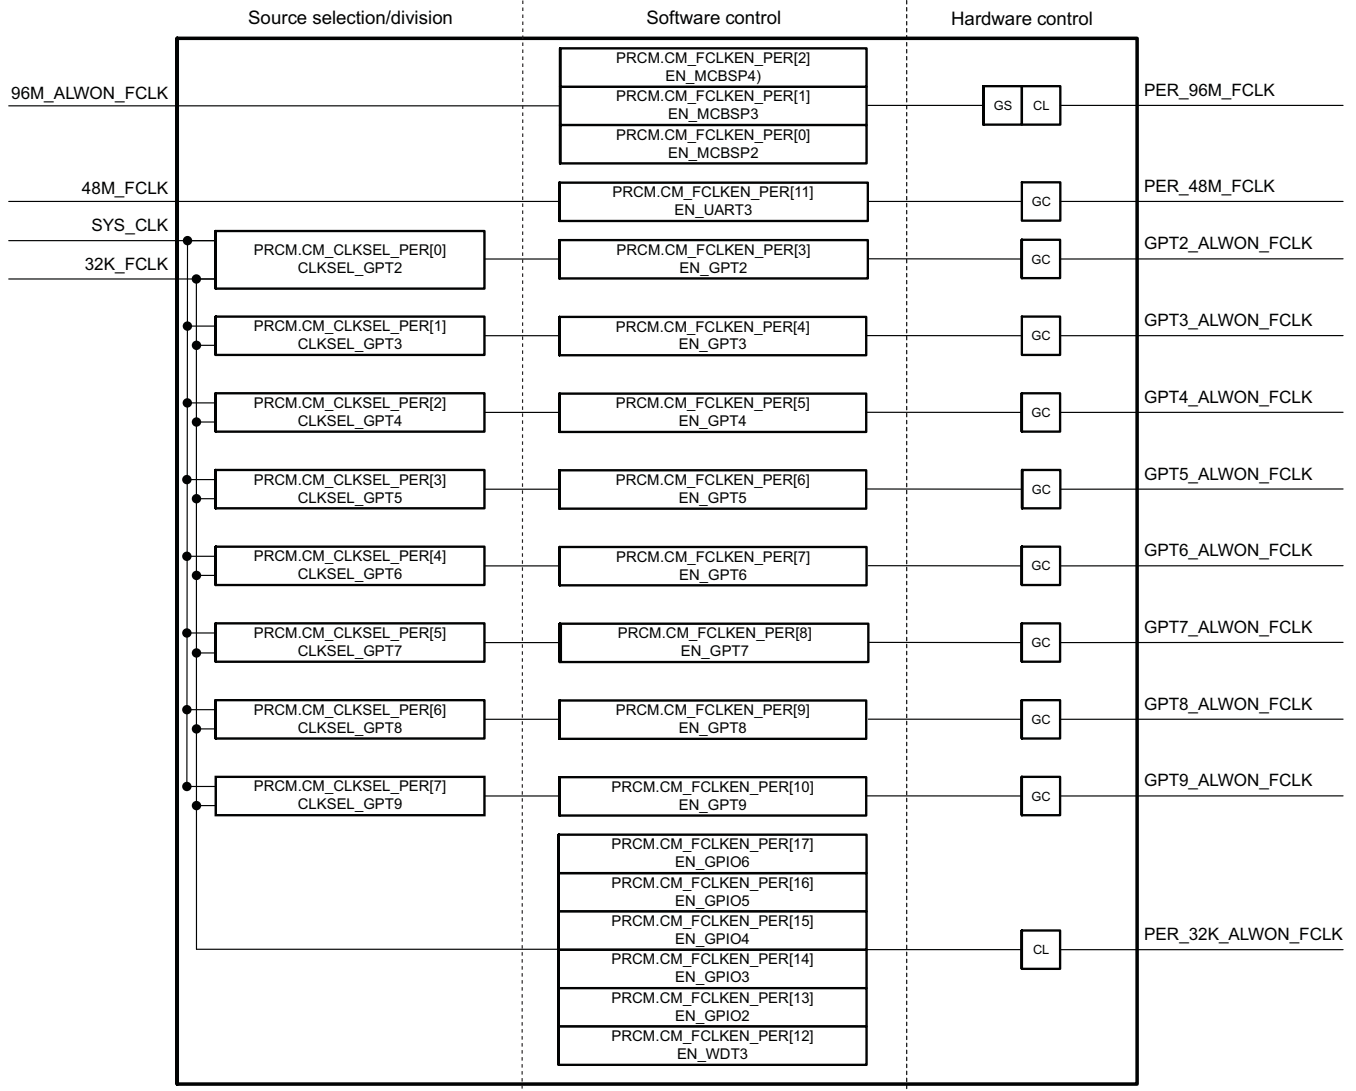 Source selection/division
Software control
Hardware control
PRCM.CM_FCLKEN_PER[2]
EN_MCBSP4)
96M_ALWON_FCLK
PRCM.CM_FCLKEN_PER[1]
EN_MCBSP3
GS
CL
PER_96M_FCLK
PRCM.CM_FCLKEN_PER[0]
EN_MCBSP2
48M_FCLK
PRCM.CM_FCLKEN_PER[11]
EN_UART3
GC
PER_48M_FCLK
SYS_CLK
32K_FCLK
PRCM.CM_CLKSEL_PER[0]
CLKSEL_GPT2
PRCM.CM_FCLKEN_PER[3]
EN_GPT2
GC
GPT2_ALWON_FCLK
PRCM.CM_CLKSEL_PER[1]
CLKSEL_GPT3
PRCM.CM_FCLKEN_PER[4]
EN_GPT3
GC
GPT3_ALWON_FCLK
PRCM.CM_CLKSEL_PER[2]
CLKSEL_GPT4
PRCM.CM_FCLKEN_PER[5]
EN_GPT4
GC
GPT4_ALWON_FCLK
PRCM.CM_CLKSEL_PER[3]
CLKSEL_GPT5
PRCM.CM_FCLKEN_PER[6]
EN_GPT5
GC
GPT5_ALWON_FCLK
PRCM.CM_CLKSEL_PER[4]
CLKSEL_GPT6
PRCM.CM_FCLKEN_PER[7]
EN_GPT6
GC
GPT6_ALWON_FCLK
PRCM.CM_CLKSEL_PER[5]
CLKSEL_GPT7
PRCM.CM_FCLKEN_PER[8]
EN_GPT7
GC
GPT7_ALWON_FCLK
PRCM.CM_CLKSEL_PER[6]
CLKSEL_GPT8
PRCM.CM_FCLKEN_PER[9]
EN_GPT8
GC
GPT8_ALWON_FCLK
PRCM.CM_CLKSEL_PER[7]
CLKSEL_GPT9
PRCM.CM_FCLKEN_PER[10]
EN_GPT9
GC
GPT9_ALWON_FCLK
PRCM.CM_FCLKEN_PER[17]
EN_GPIO6
PRCM.CM_FCLKEN_PER[16]
EN_GPIO5
PRCM.CM_FCLKEN_PER[15]
EN_GPIO4
CL
PER_32K_ALWON_FCLK
PRCM.CM_FCLKEN_PER[14]
EN_GPIO3
PRCM.CM_FCLKEN_PER[13]
EN_GPIO2
PRCM.CM_FCLKEN_PER[12]
EN_WDT3